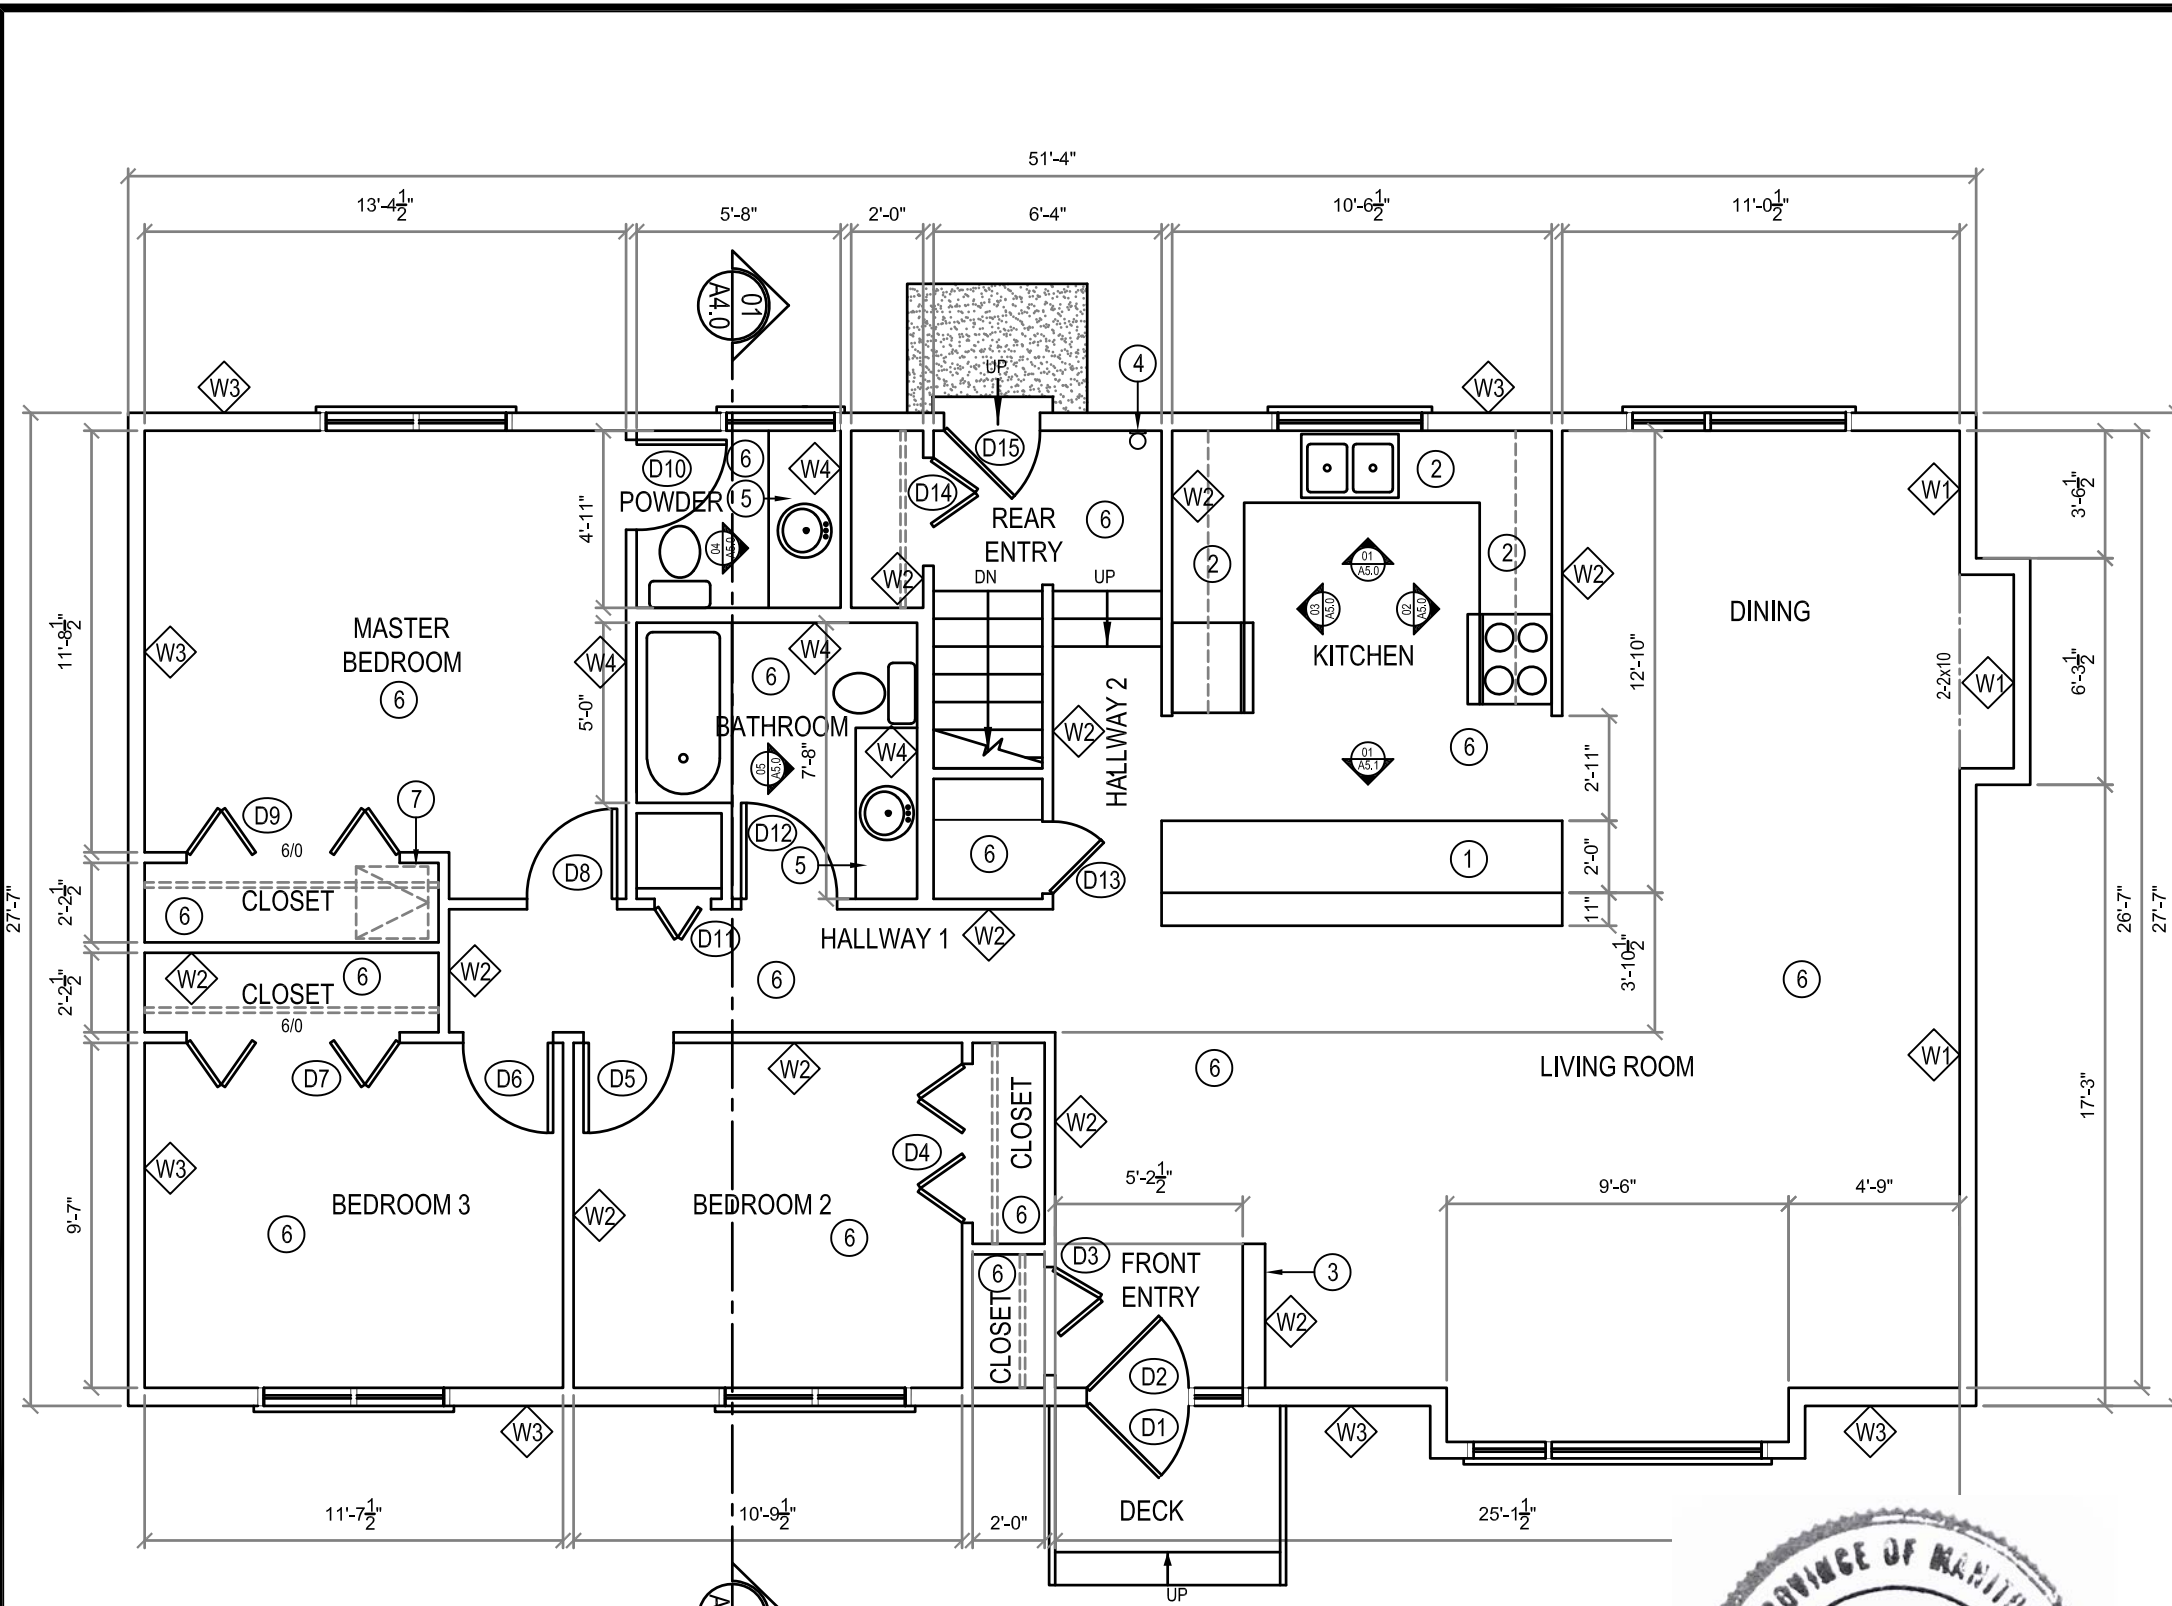 51'-4"
13'-4 1/2"
5'-8"
2'-0"
6'-4"
10'-6 1/2"
11'-0 1/2"
01
A4.0
UP
4
W3
W3
D10
6
W4
D15
POWDER
5
D14
W2
2
W1
3'-6 1/2"
4'-11"
04
A5.0
REAR
ENTRY
6
2
01
A5.0
2
W2
W2
DN
UP
03
A5.0
02
A5.0
DINING
11'-8 1/2"
W3
MASTER
BEDROOM
6
W4
W4
6
KITCHEN
12'-10"
2-2x10
W1
6'-3 1/2"
5'-0"
BATHROOM
7'-8"
W4
W2
HALLWAY 2
6
01
A5.1
2'-11"
05
A5.0
D9
7
6/0
D12
5
6
D8
D13
1
2'-0"
11"
27'-7"
2'-2 1/2"
6
CLOSET
D11
HALLWAY 1
W2
3'-10 1/2"
26'-7"
27'-7"
2'-2 1/2"
W2
6
CLOSET
6/0
W2
6
6
D7
D6
D5
W2
6
LIVING ROOM
W1
17'-3"
CLOSET
W2
D4
W3
9'-7"
BEDROOM 3
6
W2
BEDROOM 2
6
6
5'-2 1/2"
9'-6"
4'-9"
D3
FRONT
ENTRY
6
CLOSET
3
W2
D2
D1
W3
W3
W3
11'-7 1/2"
10'-9 1/2"
2'-0"
DECK
25'-1 1/2"
UP
A
OVINCE OF MANITO